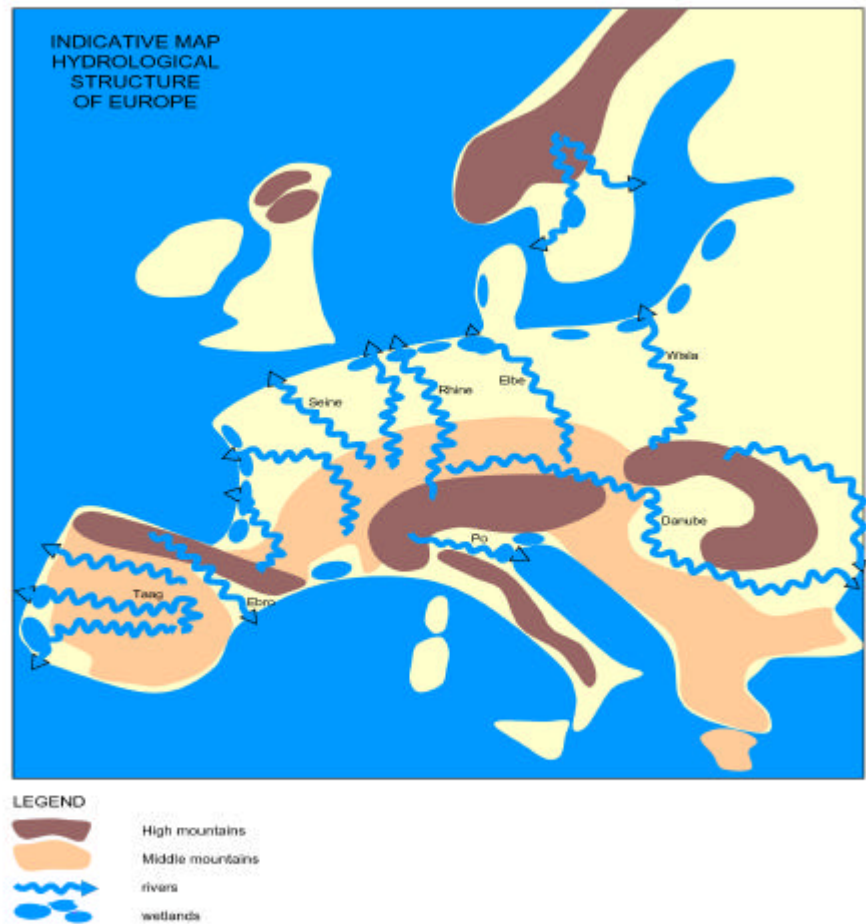 INDICATIVE MAP
HYDROLOGICAL
STRUCTURE
OF EUROPE
Wisla
Elbe
Rhine
Seine
Danube
Po
Taag
Ebro
LEGEND
High mountains
Middle mountains
rivers
wetlands